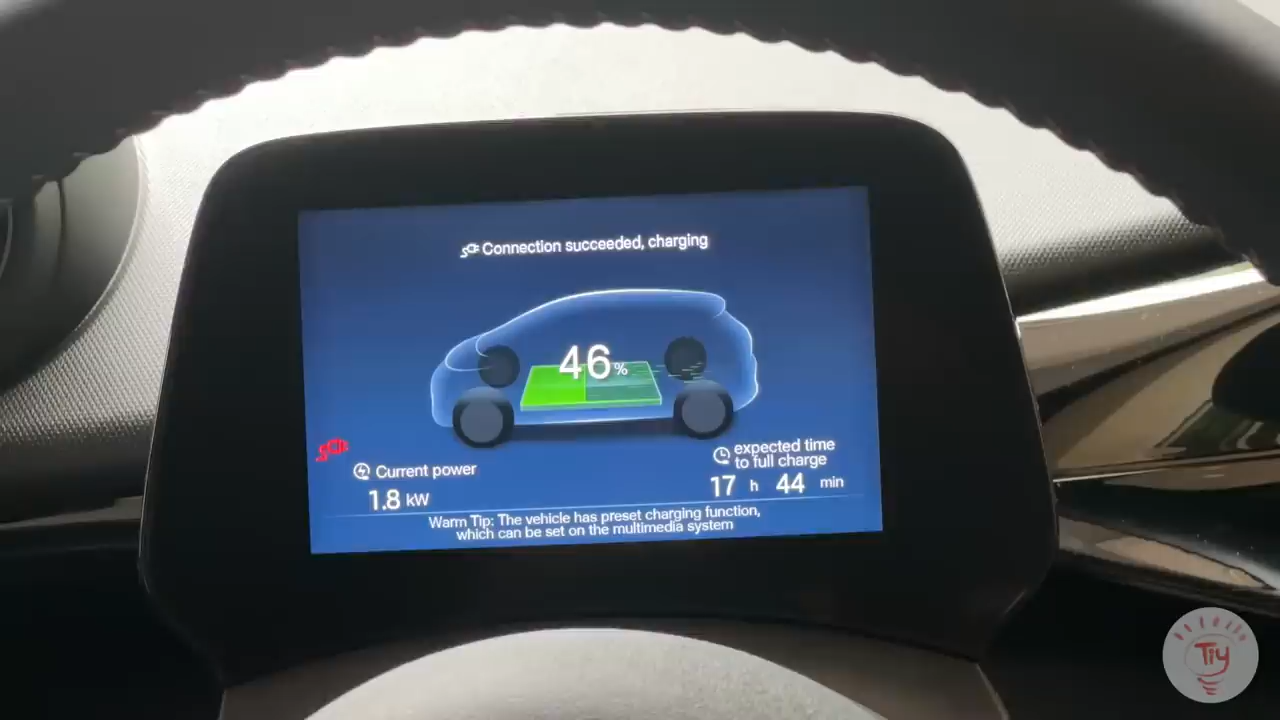 Connection succeeded, charging
46%
Current power
1.8 kW
expected time
to full charge
17 h 44 min
Warm Tip: The vehicle has preset charging function,
which can be set on the multimedia system
Tiy